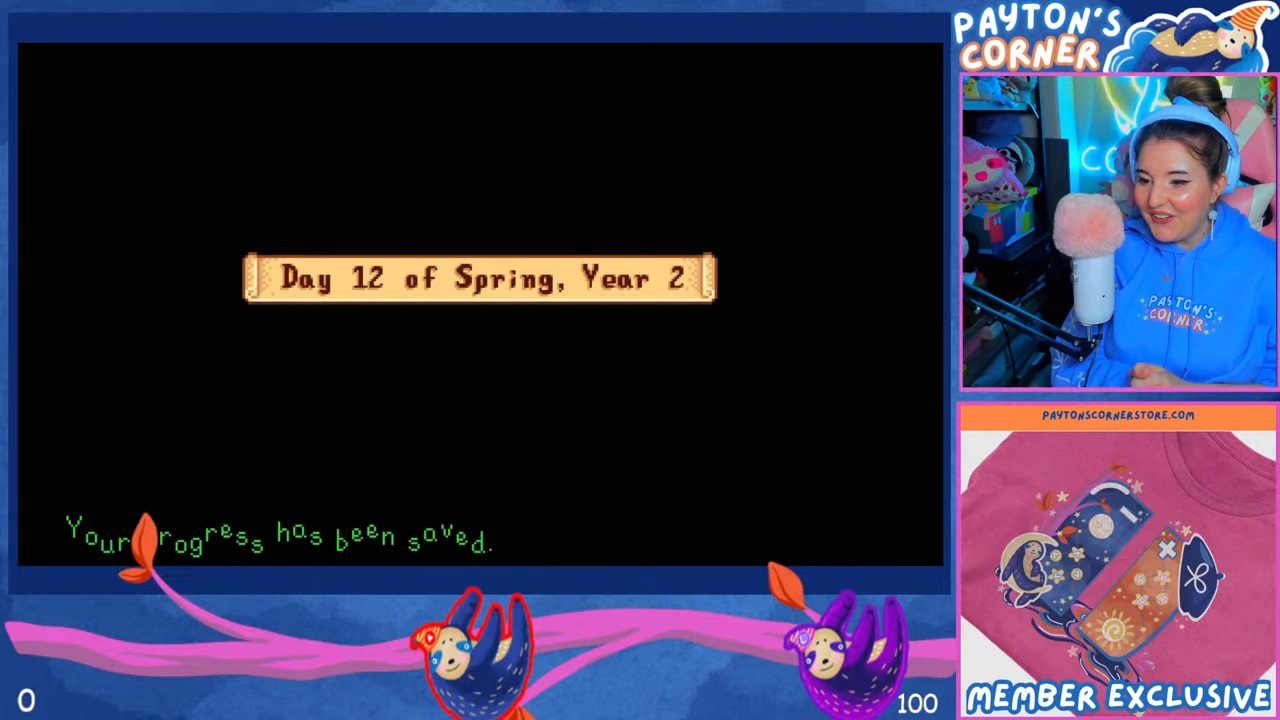 PAYTON'S
CORNER
Day 12 of Spring, Year 2
PAYTON'S
CORNER
PAYTONSCORNERSTORE.COM
Your rogress has been saved.
0
100
MEMBER EXCLUSIVE